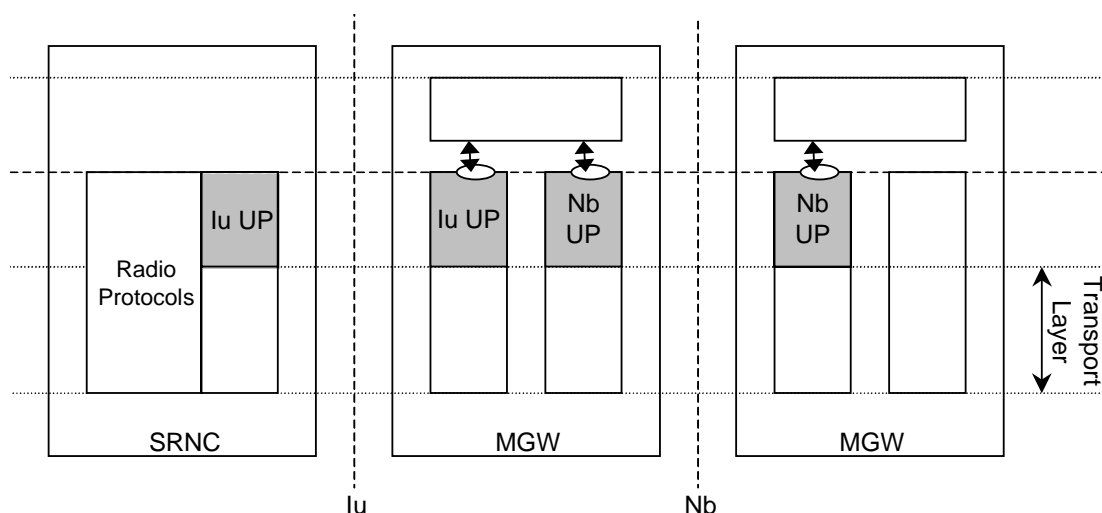 Iu UP
Radio
Protocols
SRNC
Iu UP
Nb
UP
MGW
Nb
UP
MGW
Transport
Layer
Iu
Nb